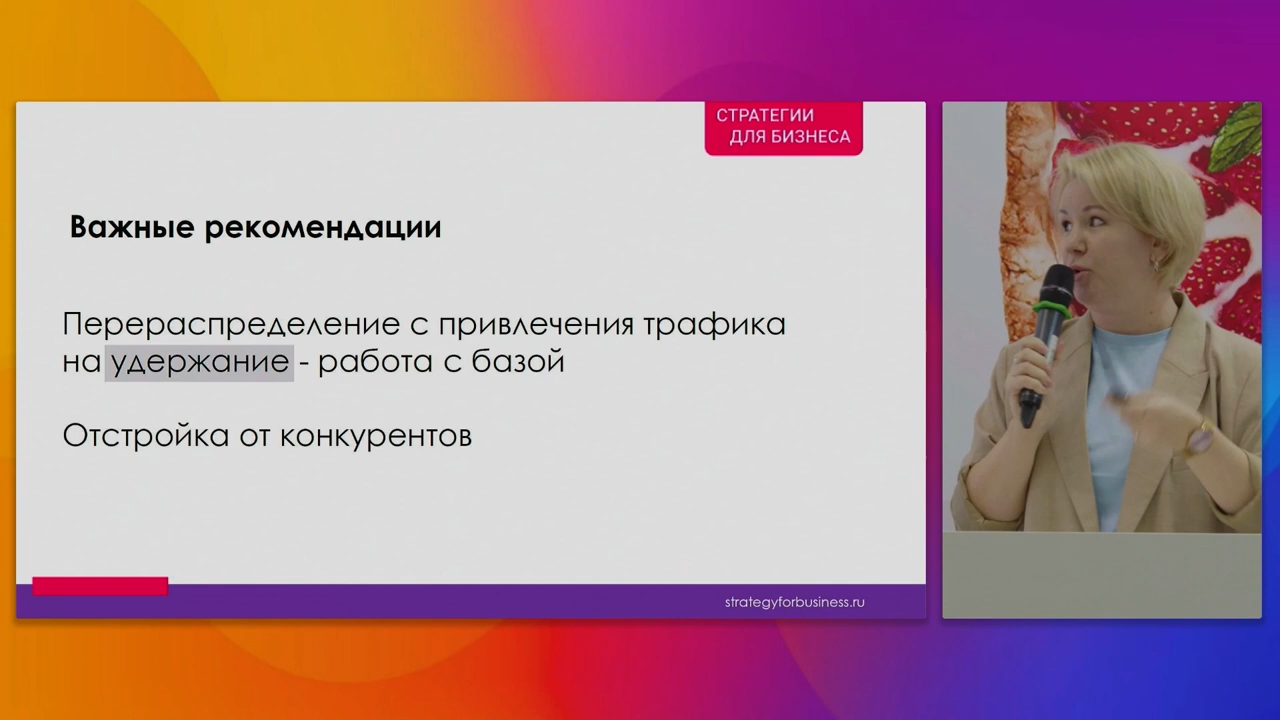 СТРАТЕГИИ
ДЛЯ БИЗНЕСА
Важные рекомендации
Перераспределение с привлечения трафика
на удержание - работа с базой
Отстройка от конкурентов
strategyforbusiness.ru